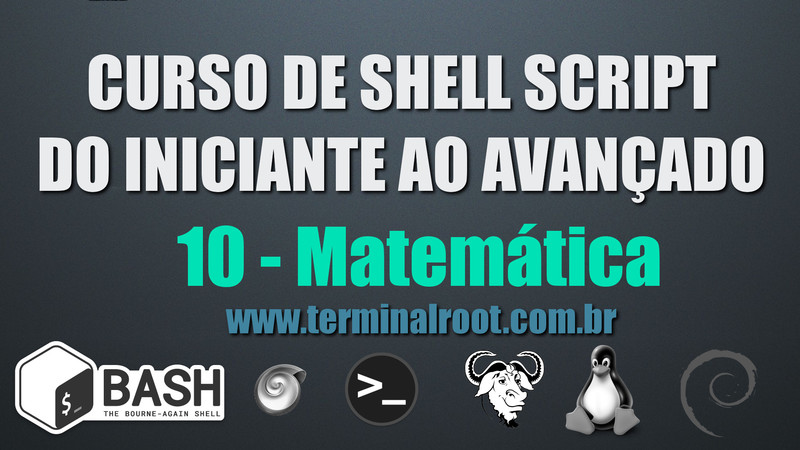 CURSO DE SHELL SCRIPT
DO INICIANTE AO AVANÇADO
10 - Matemática
www.terminalroot.com.br
$_
BASH
THE BOURNE-AGAIN SHELL
>_